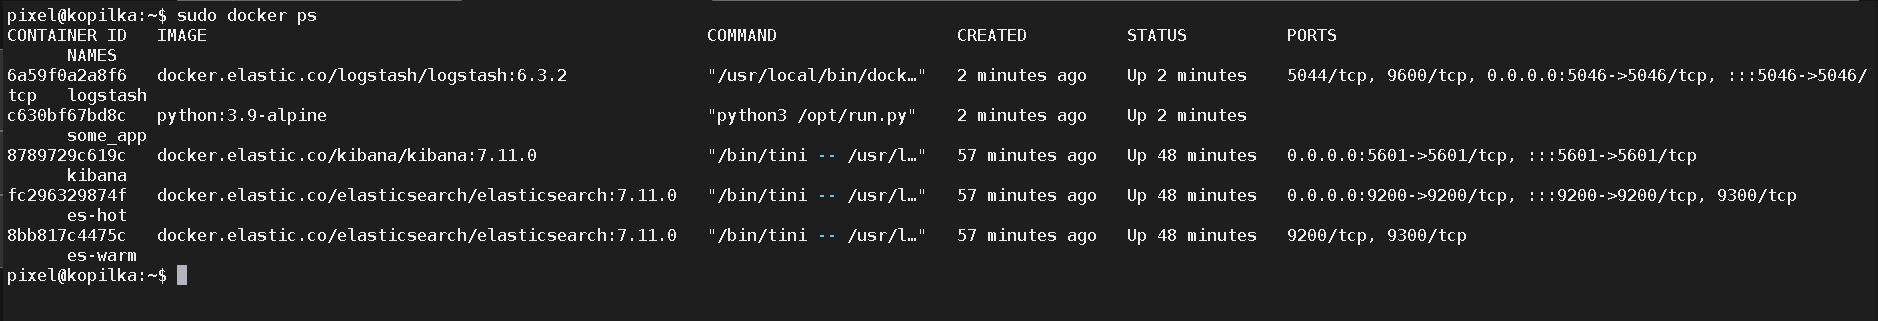 pixel@kopilka:~$ sudo docker ps
CONTAINER ID   IMAGE                                                  COMMAND                  CREATED          STATUS          PORTS
      NAMES
6a59f0a2a8f6   docker.elastic.co/logstash/logstash:6.3.2              "/usr/local/bin/dock…"   2 minutes ago    Up 2 minutes    5044/tcp, 9600/tcp, 0.0.0.0:5046->5046/tcp, :::5046->5046/
tcp   logstash
c630bf67bd8c   python:3.9-alpine                                      "python3 /opt/run.py"    2 minutes ago    Up 2 minutes
      some_app
8789729c619c   docker.elastic.co/kibana/kibana:7.11.0                 "/bin/tini -- /usr/l…"   57 minutes ago   Up 48 minutes   0.0.0.0:5601->5601/tcp, :::5601->5601/tcp
      kibana
fc296329874f   docker.elastic.co/elasticsearch/elasticsearch:7.11.0   "/bin/tini -- /usr/l…"   57 minutes ago   Up 48 minutes   0.0.0.0:9200->9200/tcp, :::9200->9200/tcp, 9300/tcp
      es-hot
8bb817c4475c   docker.elastic.co/elasticsearch/elasticsearch:7.11.0   "/bin/tini -- /usr/l…"   57 minutes ago   Up 48 minutes   9200/tcp, 9300/tcp
      es-warm
pixel@kopilka:~$